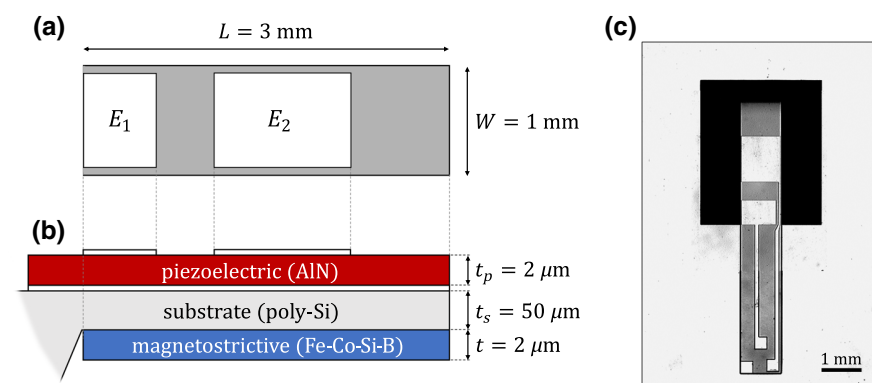 (a)
L = 3 mm
E₁
E₂
W = 1 mm
(b)
piezoelectric (AlN)
tₚ = 2 μm
substrate (poly-Si)
tₛ = 50 μm
magnetostrictive (Fe-Co-Si-B)
t = 2 μm
(c)
1 mm